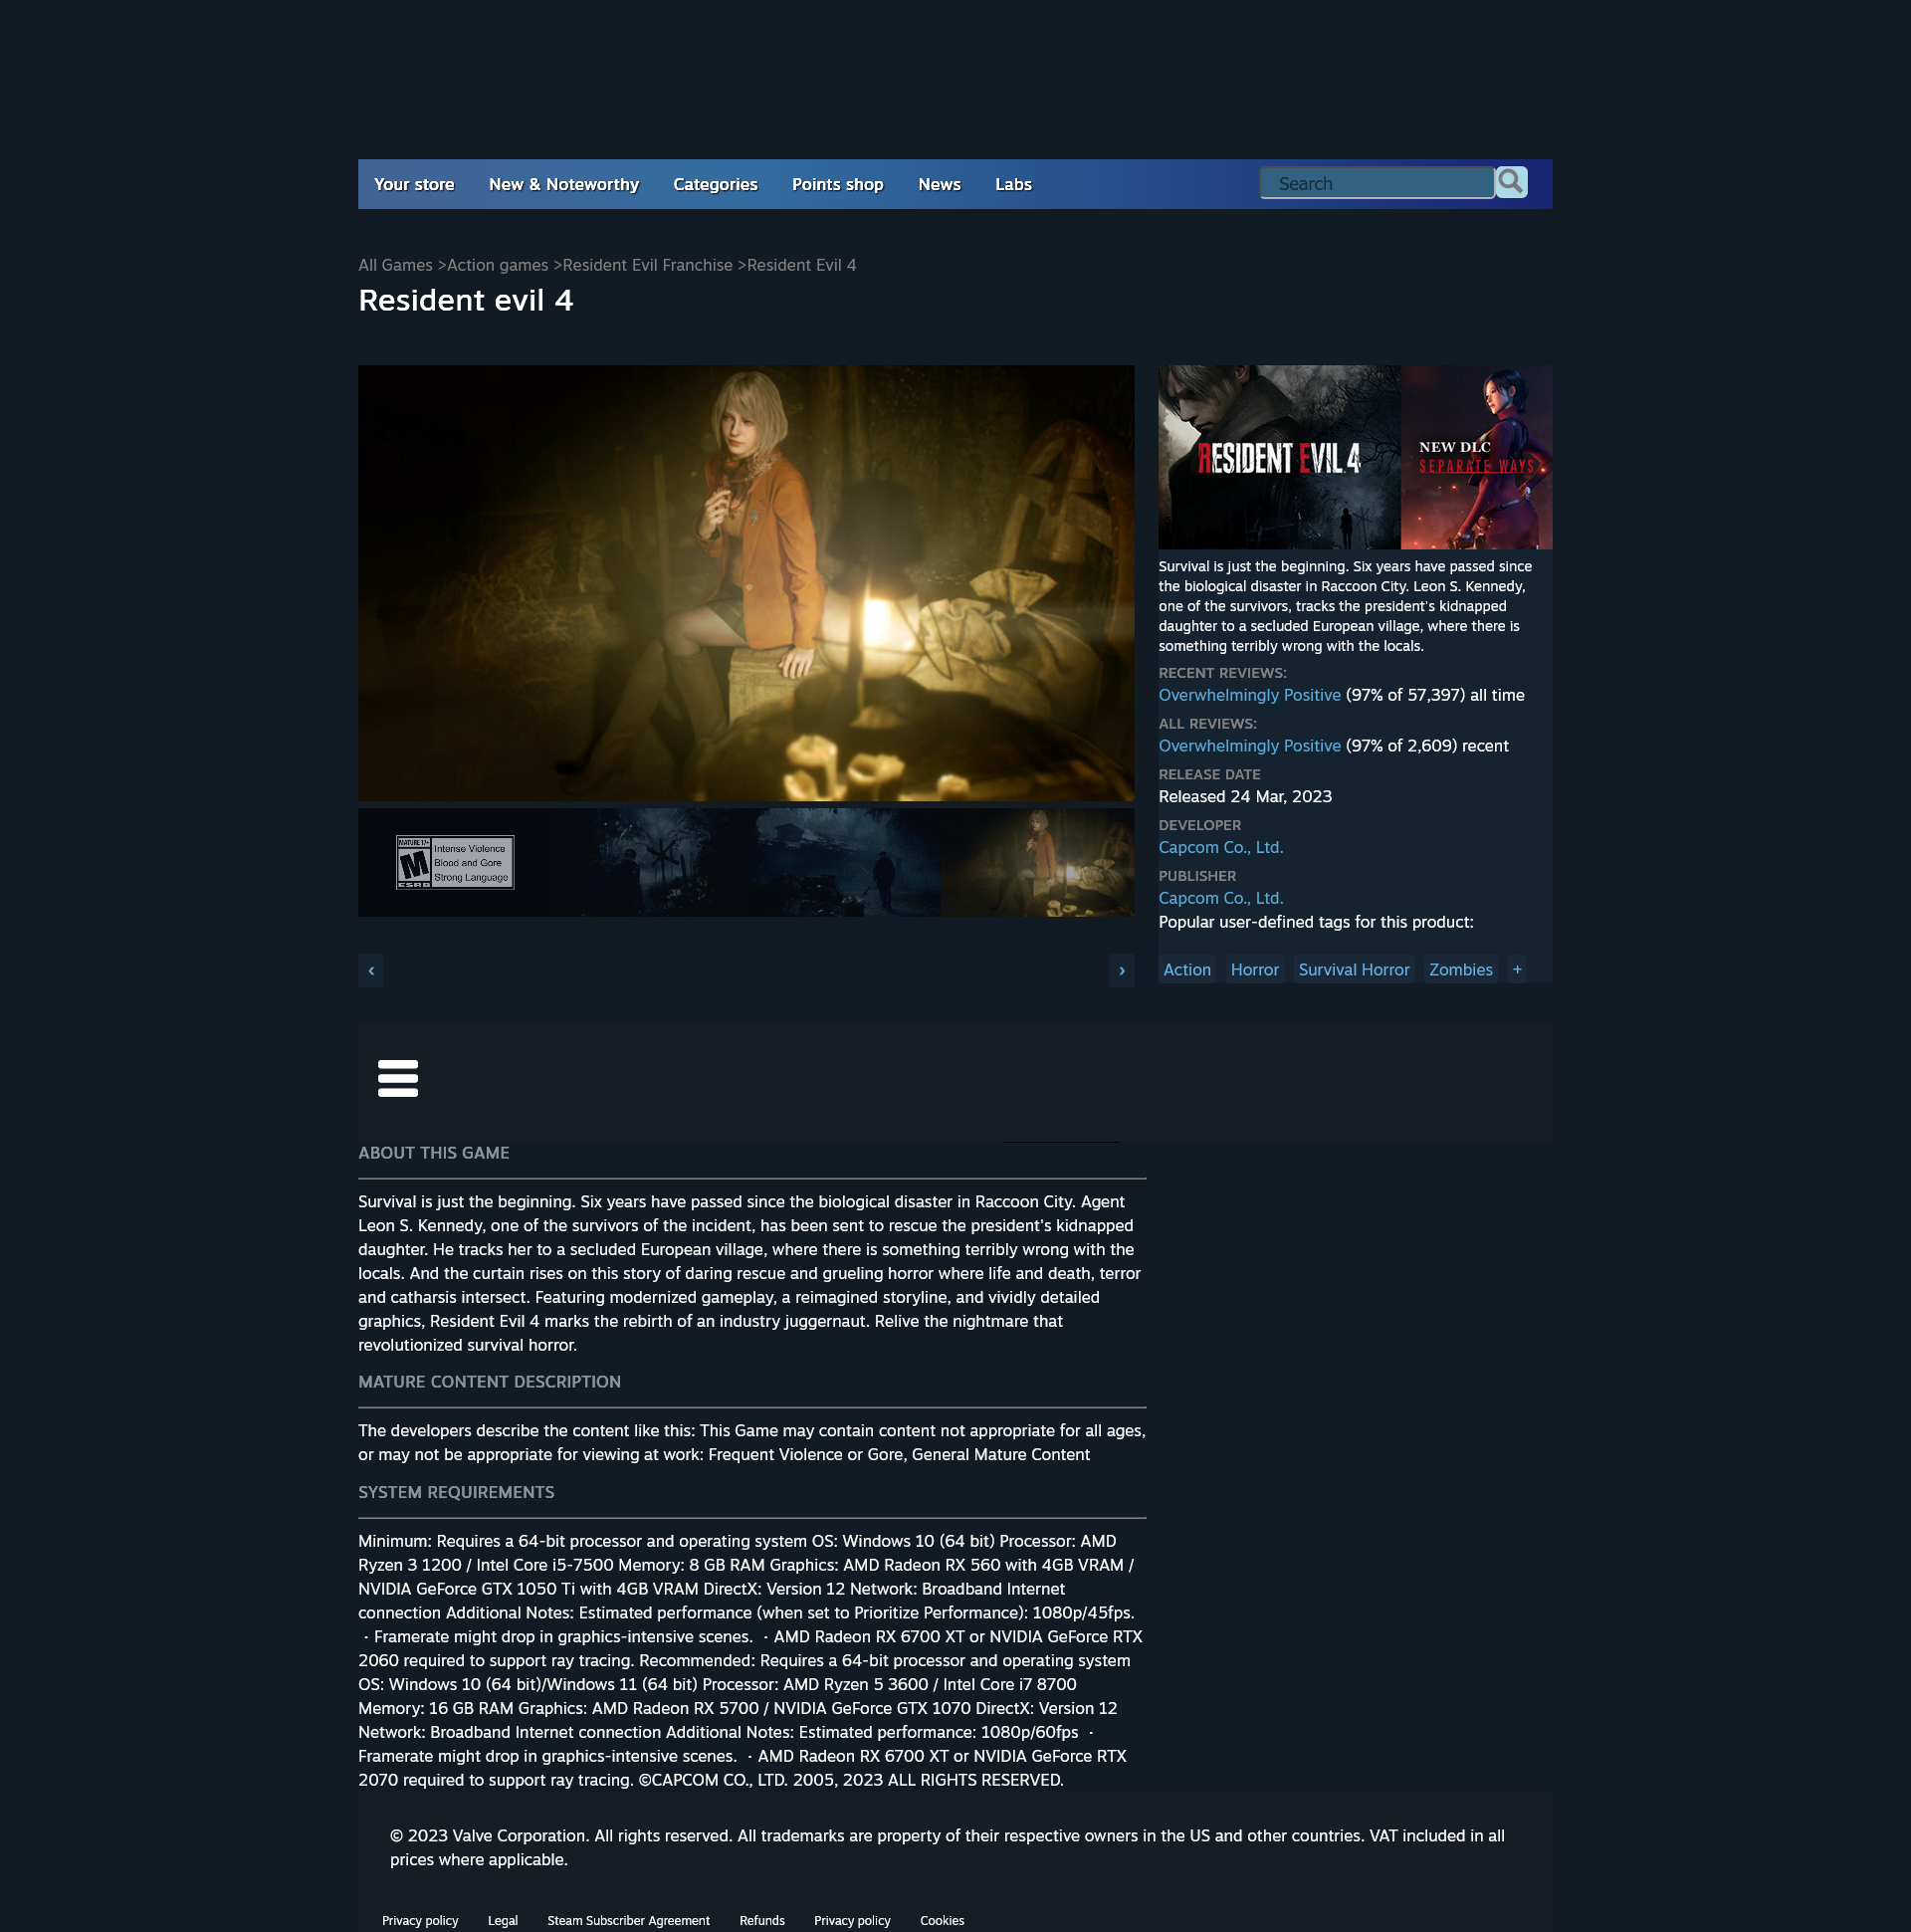 Your store New & Noteworthy Categories Points shop News Labs Search
All Games >Action games >Resident Evil Franchise >Resident Evil 4
Resident evil 4
RESIDENT EVIL 4
NEW DLC
SEPARATE WAYS
Survival is just the beginning. Six years have passed since
the biological disaster in Raccoon City. Leon S. Kennedy,
one of the survivors, tracks the president's kidnapped
daughter to a secluded European village, where there is
something terribly wrong with the locals.
RECENT REVIEWS:
Overwhelmingly Positive (97% of 57,397) all time
ALL REVIEWS:
Overwhelmingly Positive (97% of 2,609) recent
RELEASE DATE
Released 24 Mar, 2023
DEVELOPER
Capcom Co., Ltd.
PUBLISHER
Capcom Co., Ltd.
Popular user-defined tags for this product:
Action Horror Survival Horror Zombies +
MATURE 17+
M
ESRB
Intense Violence
Blood and Gore
Strong Language
‹ ›
ABOUT THIS GAME
Survival is just the beginning. Six years have passed since the biological disaster in Raccoon City. Agent
Leon S. Kennedy, one of the survivors of the incident, has been sent to rescue the president's kidnapped
daughter. He tracks her to a secluded European village, where there is something terribly wrong with the
locals. And the curtain rises on this story of daring rescue and grueling horror where life and death, terror
and catharsis intersect. Featuring modernized gameplay, a reimagined storyline, and vividly detailed
graphics, Resident Evil 4 marks the rebirth of an industry juggernaut. Relive the nightmare that
revolutionized survival horror.
MATURE CONTENT DESCRIPTION
The developers describe the content like this: This Game may contain content not appropriate for all ages,
or may not be appropriate for viewing at work: Frequent Violence or Gore, General Mature Content
SYSTEM REQUIREMENTS
Minimum: Requires a 64-bit processor and operating system OS: Windows 10 (64 bit) Processor: AMD
Ryzen 3 1200 / Intel Core i5-7500 Memory: 8 GB RAM Graphics: AMD Radeon RX 560 with 4GB VRAM /
NVIDIA GeForce GTX 1050 Ti with 4GB VRAM DirectX: Version 12 Network: Broadband Internet
connection Additional Notes: Estimated performance (when set to Prioritize Performance): 1080p/45fps.
・Framerate might drop in graphics-intensive scenes. ・AMD Radeon RX 6700 XT or NVIDIA GeForce RTX
2060 required to support ray tracing. Recommended: Requires a 64-bit processor and operating system
OS: Windows 10 (64 bit)/Windows 11 (64 bit) Processor: AMD Ryzen 5 3600 / Intel Core i7 8700
Memory: 16 GB RAM Graphics: AMD Radeon RX 5700 / NVIDIA GeForce GTX 1070 DirectX: Version 12
Network: Broadband Internet connection Additional Notes: Estimated performance: 1080p/60fps ・
Framerate might drop in graphics-intensive scenes. ・AMD Radeon RX 6700 XT or NVIDIA GeForce RTX
2070 required to support ray tracing. ©CAPCOM CO., LTD. 2005, 2023 ALL RIGHTS RESERVED.
© 2023 Valve Corporation. All rights reserved. All trademarks are property of their respective owners in the US and other countries. VAT included in all
prices where applicable.
Privacy policy Legal Steam Subscriber Agreement Refunds Privacy policy Cookies